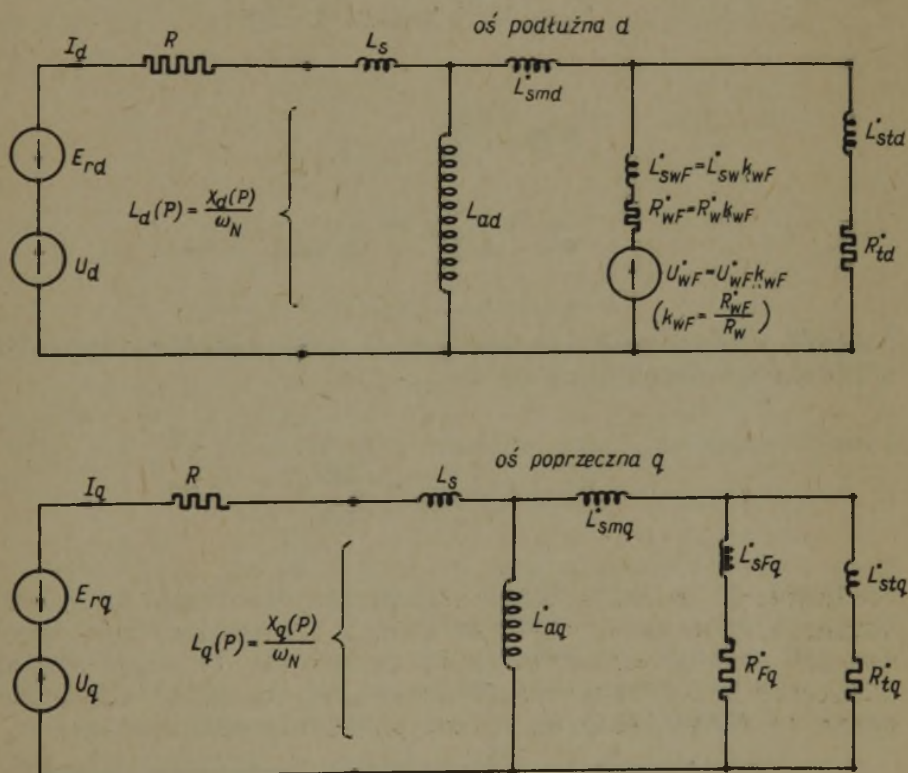 oś podłużna d
I_d
R
L_s
L•_smd
L•_std
E_rd
L_d(P) = X_d(P)/ω_N
L_ad
L•_swF = L•_sw k_wF
R•_wF = R•_w k_wF
R•_td
U_d
U•_wF = U•_wF k_wF
(k_wF = R•_wF/R_w)
oś poprzeczna q
I_q
R
L_s
L•_smq
L•_sFq
L•_stq
E_rq
L•_aq
L_q(P) = X_q(P)/ω_N
R•_Fq
R•_tq
U_q